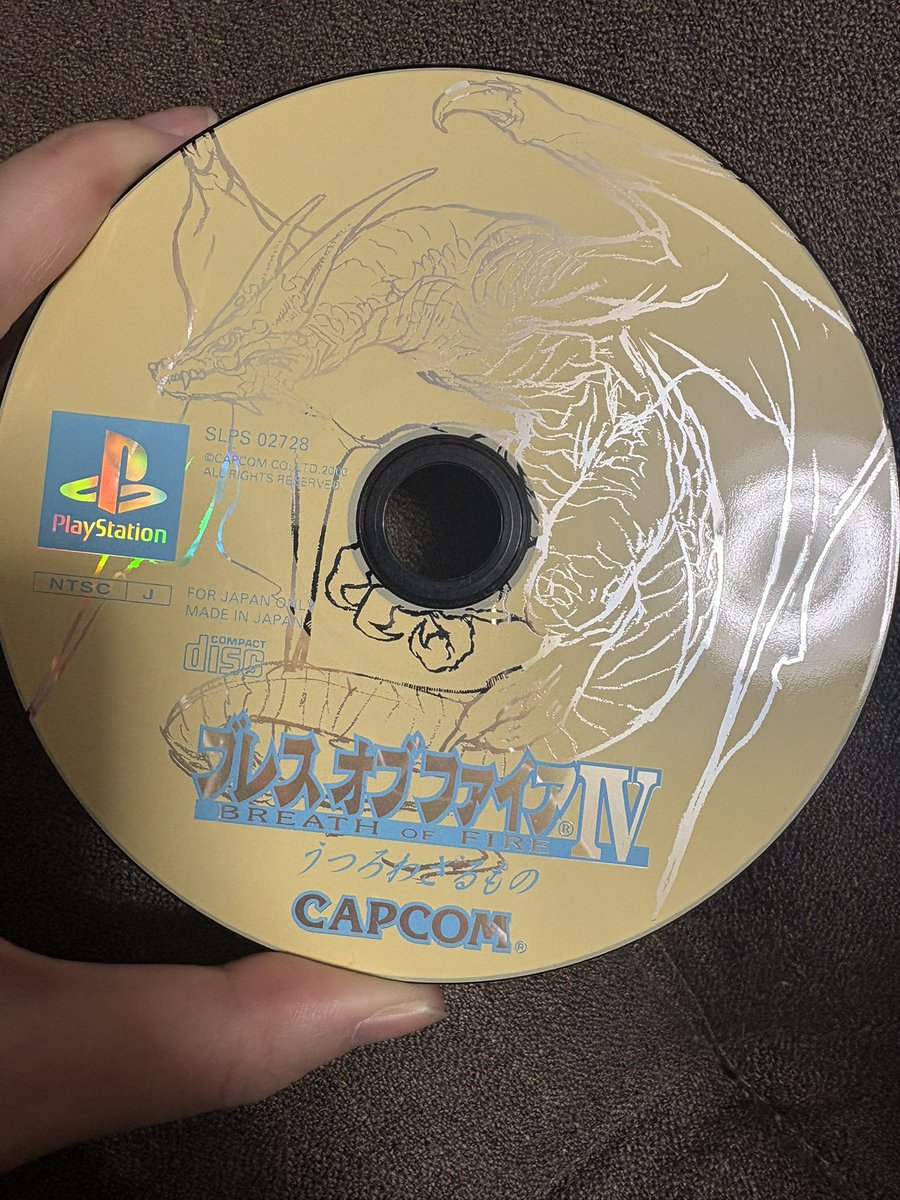 SLPS 02728
©CAPCOM CO.,LTD.2000
ALL RIGHTS RESERVED.
PlayStation
NTSC J
FOR JAPAN ONLY
MADE IN JAPAN
COMPACT
disc
ブレス オブ ファイア® IV
BREATH OF FIRE
うつろわざるもの
CAPCOM®